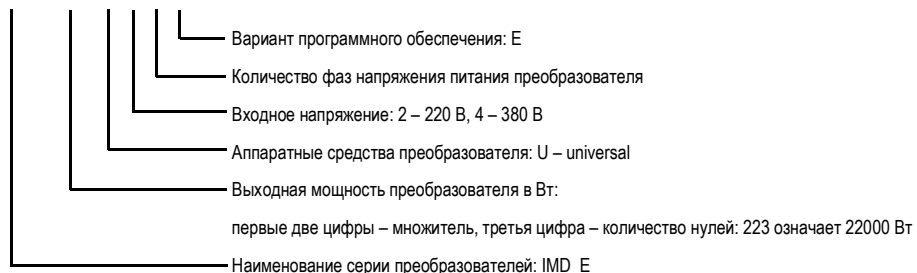 Вариант программного обеспечения: E
Количество фаз напряжения питания преобразователя
Входное напряжение: 2 – 220 В, 4 – 380 В
Аппаратные средства преобразователя: U – universal
Выходная мощность преобразователя в Вт:
первые две цифры – множитель, третья цифра – количество нулей: 223 означает 22000 Вт
Наименование серии преобразователей: IMD_E